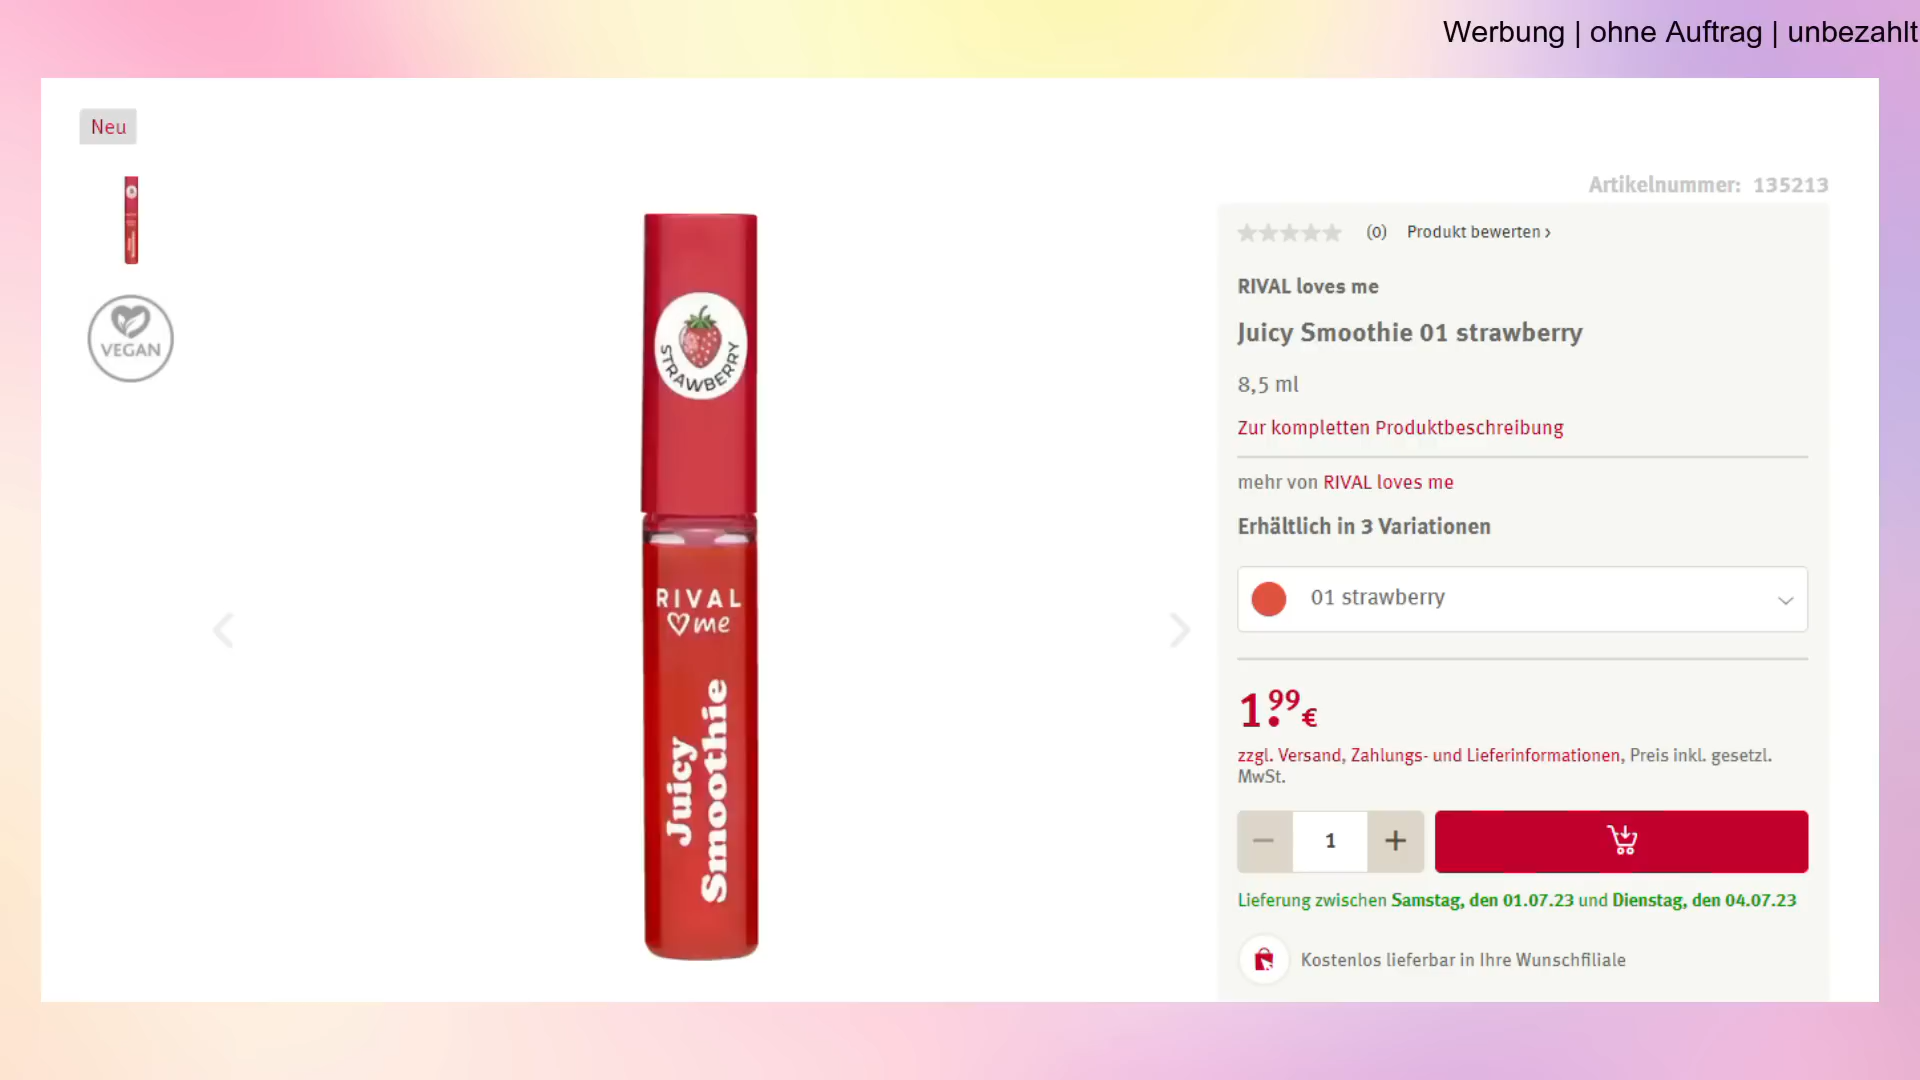 Werbung | ohne Auftrag | unbezahlt
Neu
VEGAN
STRAWBERRY
RIVAL
me
Juicy
Smoothie
Artikelnummer: 135213
(0) Produkt bewerten ›
RIVAL loves me
Juicy Smoothie 01 strawberry
8,5 ml
Zur kompletten Produktbeschreibung
mehr von RIVAL loves me
Erhältlich in 3 Variationen
01 strawberry
1.99 €
zzgl. Versand, Zahlungs- und Lieferinformationen, Preis inkl. gesetzl.
MwSt.
1
Lieferung zwischen Samstag, den 01.07.23 und Dienstag, den 04.07.23
Kostenlos lieferbar in Ihre Wunschfiliale